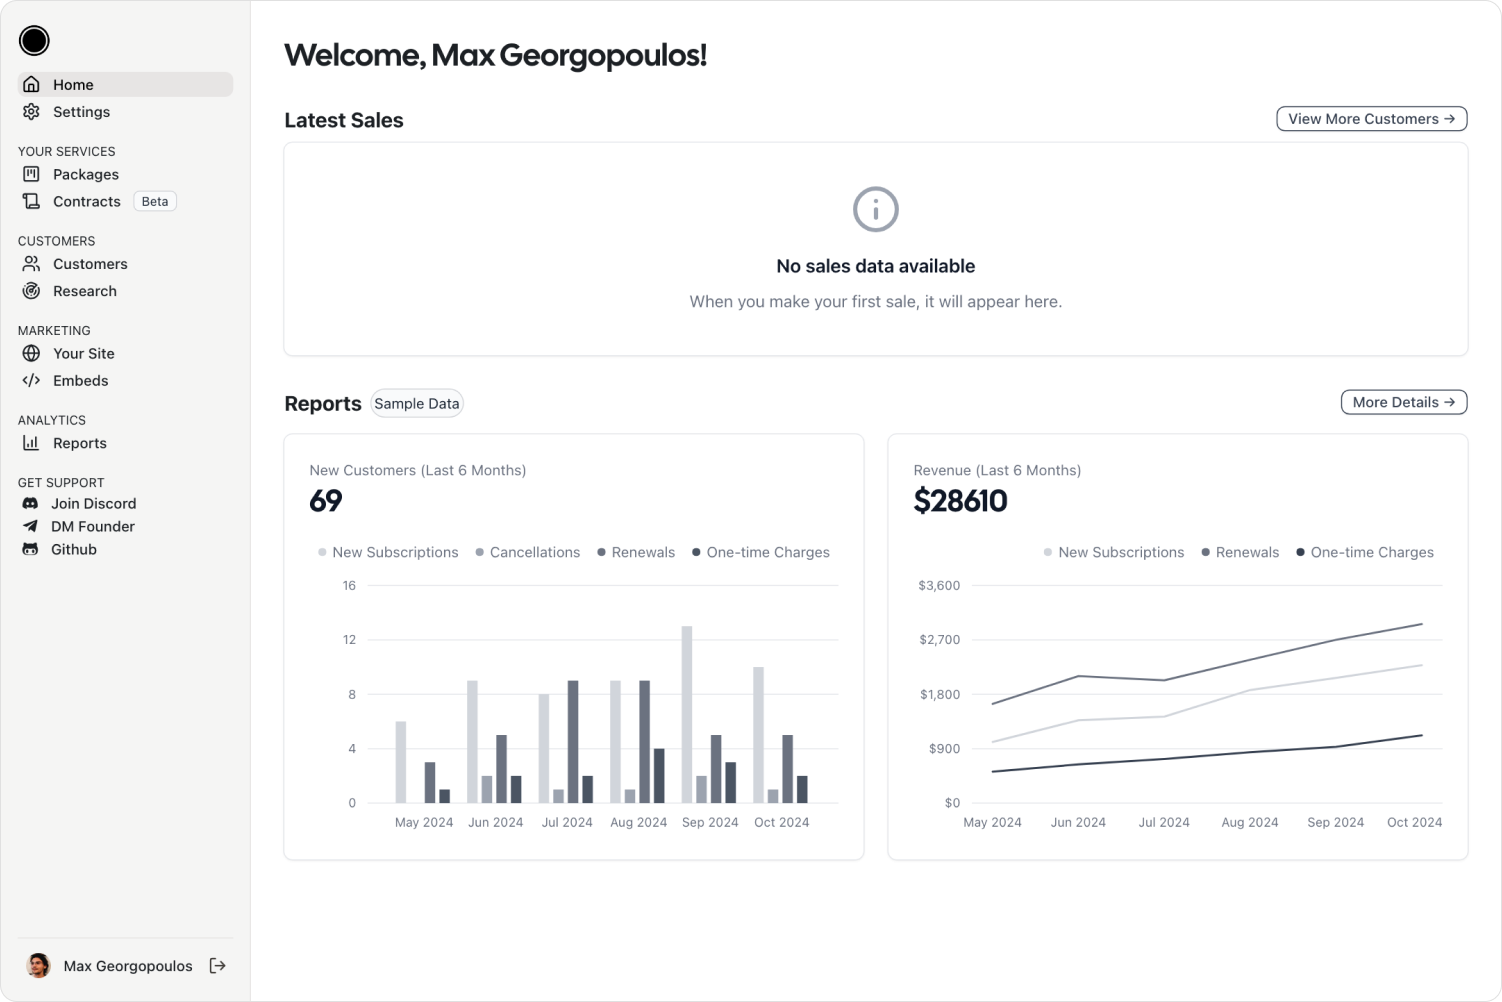 Home
Settings
YOUR SERVICES
Packages
Contracts Beta
CUSTOMERS
Customers
Research
MARKETING
Your Site
Embeds
ANALYTICS
Reports
GET SUPPORT
Join Discord
DM Founder
Github
Max Georgopoulos
Welcome, Max Georgopoulos!
Latest Sales
View More Customers →
No sales data available
When you make your first sale, it will appear here.
Reports Sample Data
More Details →
New Customers (Last 6 Months)
69
New Subscriptions Cancellations Renewals One-time Charges
16
12
8
4
0
May 2024 Jun 2024 Jul 2024 Aug 2024 Sep 2024 Oct 2024
Revenue (Last 6 Months)
$28610
New Subscriptions Renewals One-time Charges
$3,600
$2,700
$1,800
$900
$0
May 2024 Jun 2024 Jul 2024 Aug 2024 Sep 2024 Oct 2024